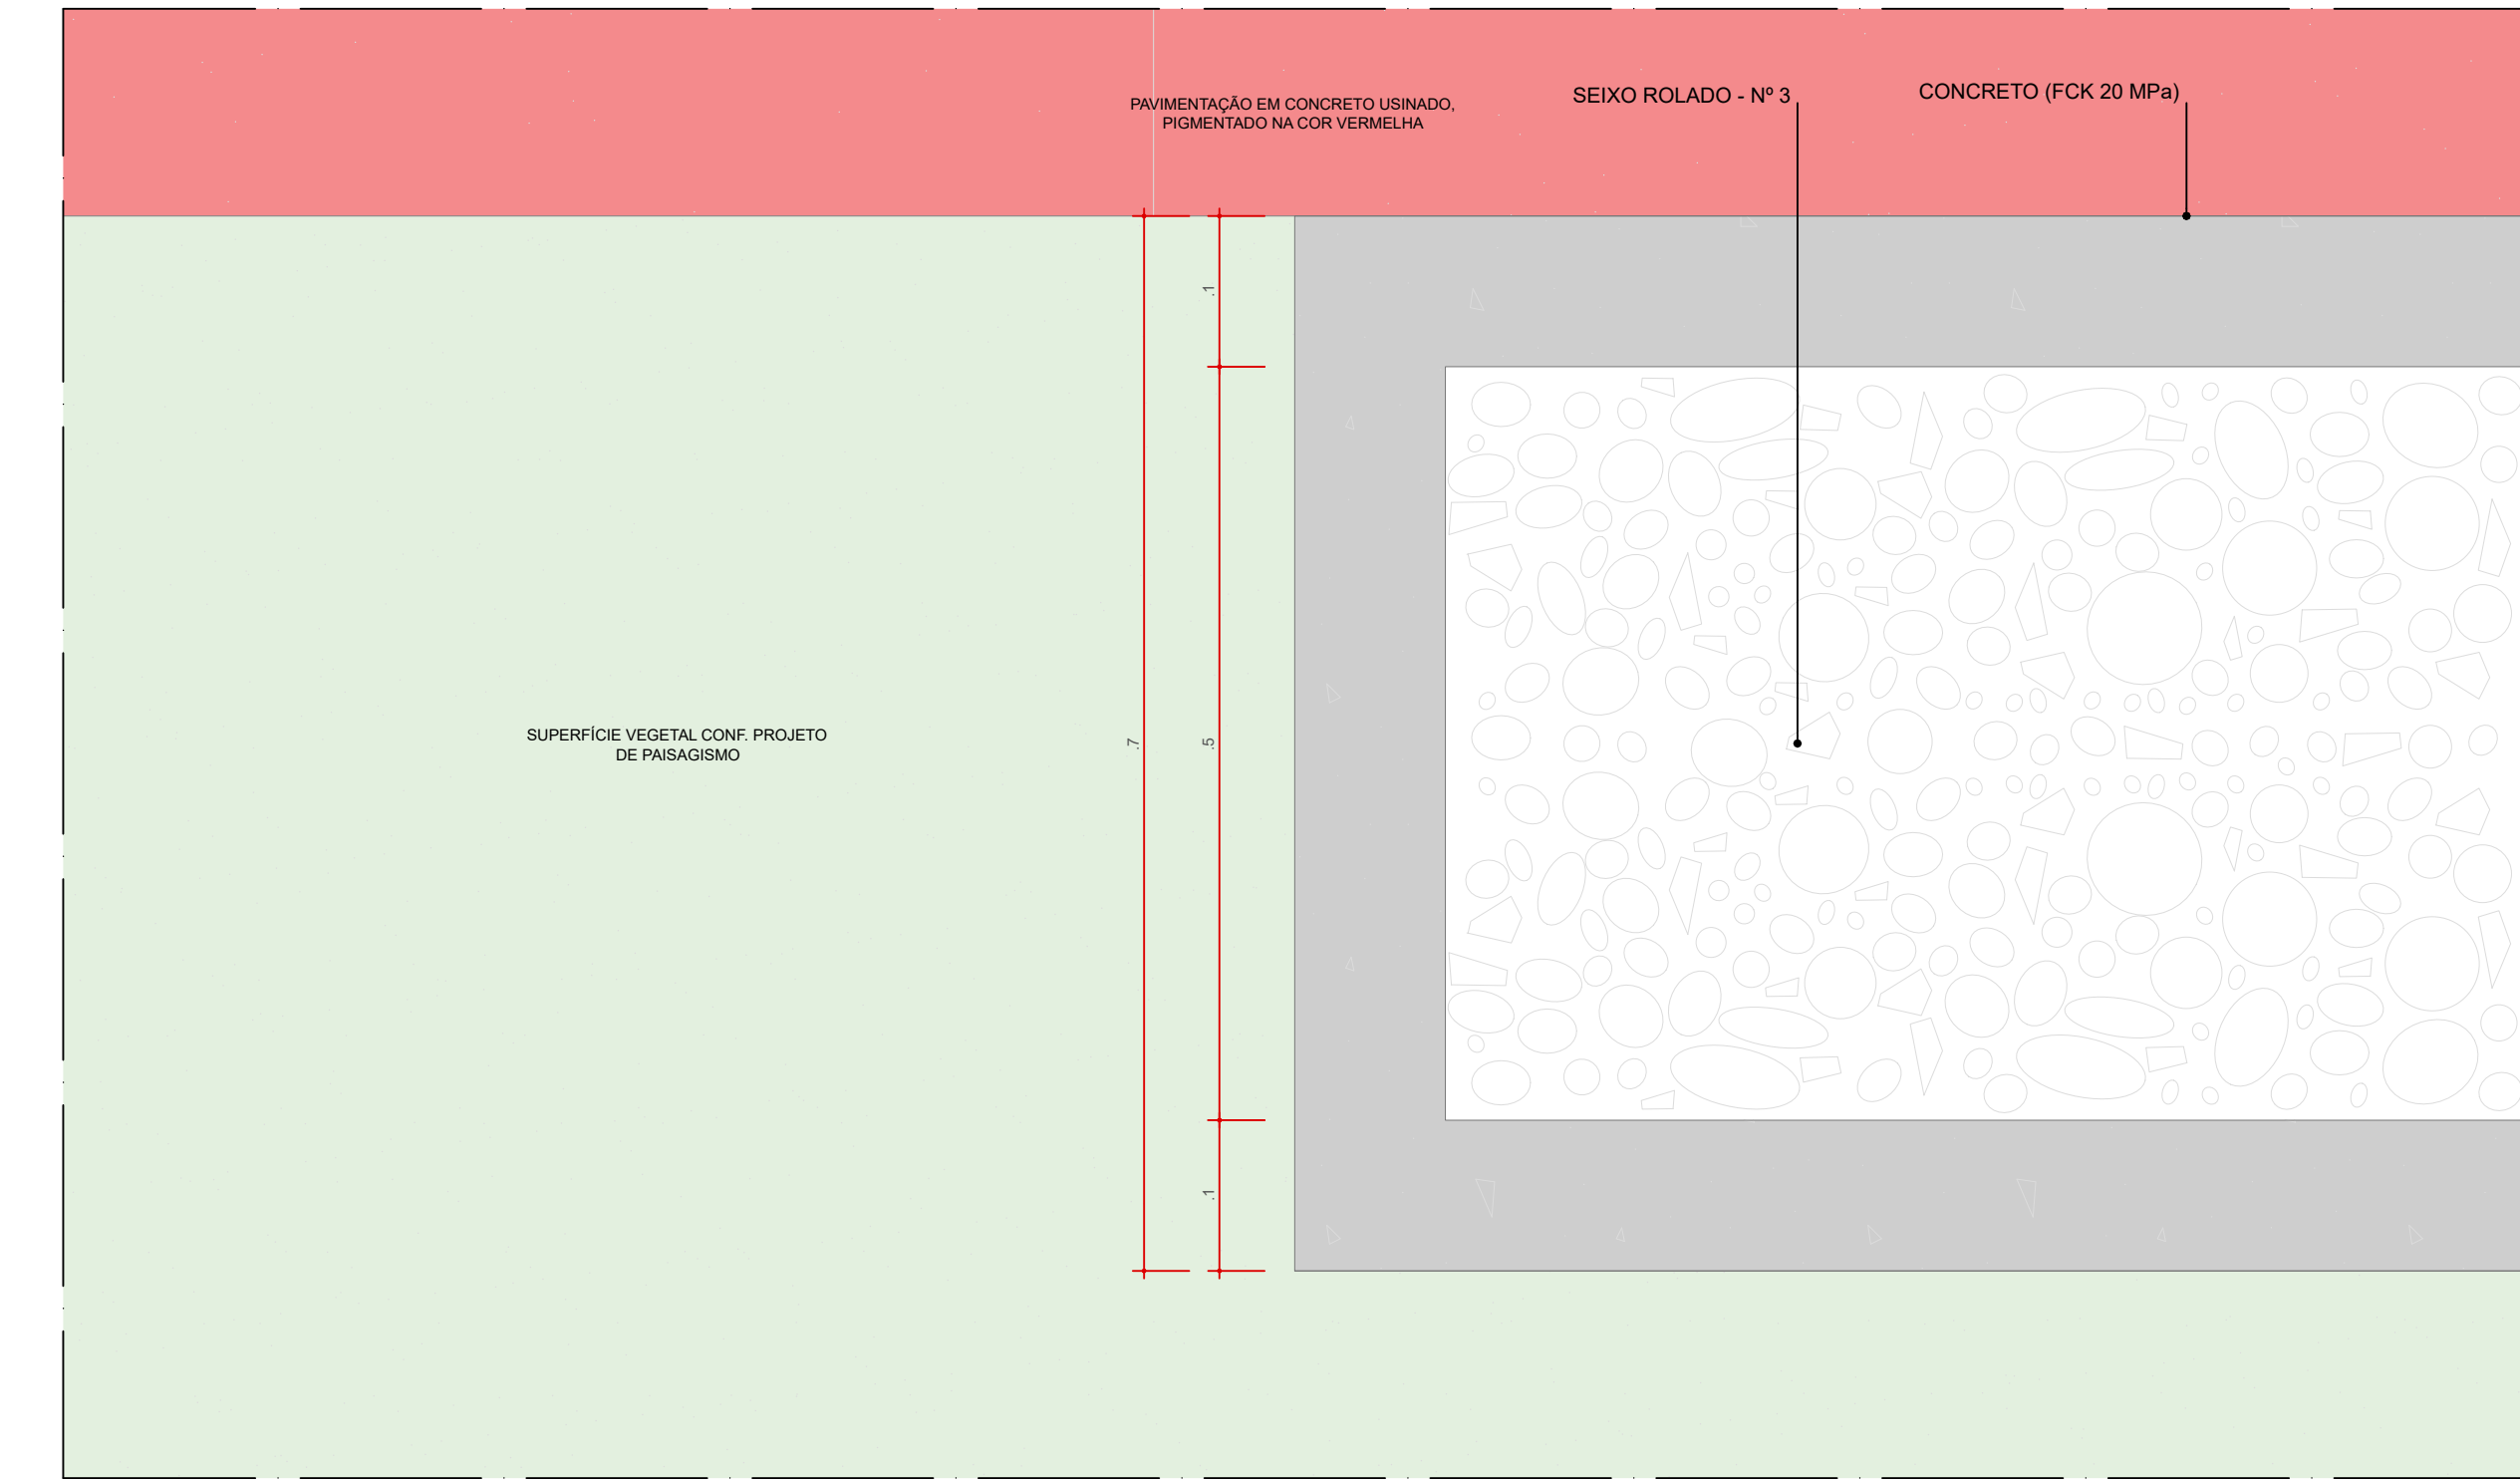 PAVIMENTAÇÃO EM CONCRETO USINADO,
PIGMENTADO NA COR VERMELHA
SEIXO ROLADO - Nº 3
CONCRETO (FCK 20 MPa)
.1
SUPERFÍCIE VEGETAL CONF. PROJETO
DE PAISAGISMO
.7
.5
.1